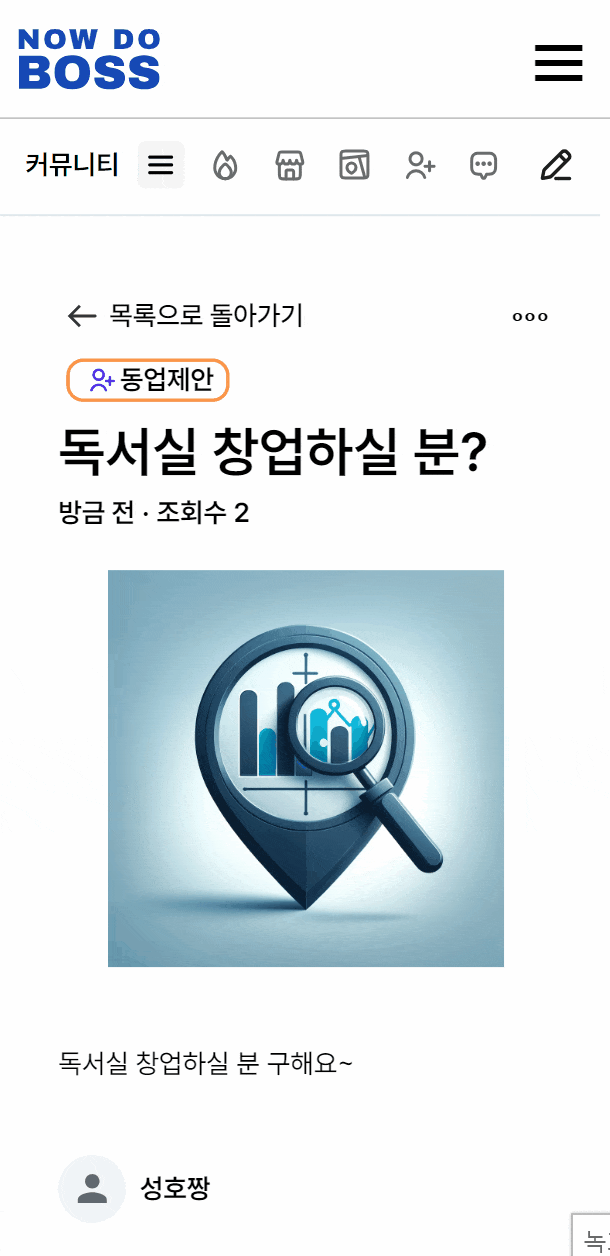 NOW DO
BOSS
커뮤니티
목록으로 돌아가기
동업제안
독서실 창업하실 분?
방금 전 · 조회수 2
독서실 창업하실 분 구해요~
성호짱